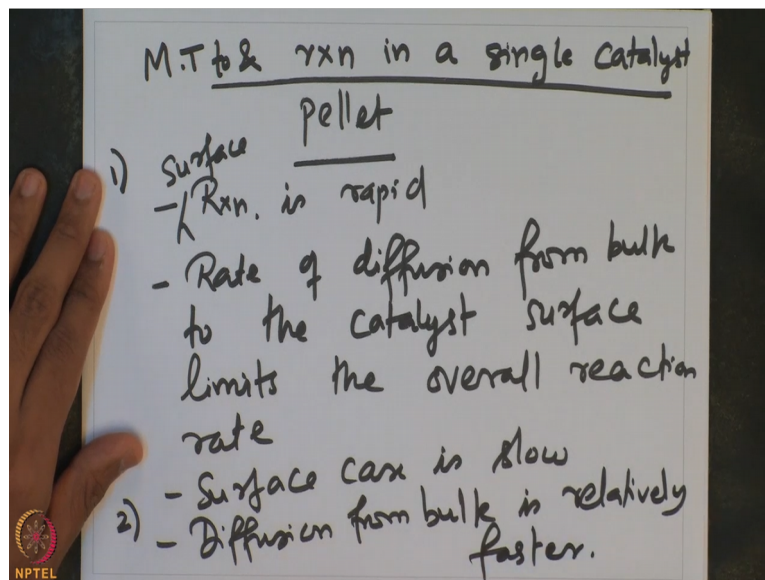 M.T to & rxn in a single catalyst
pellet
1) surface
- Rxn. is rapid
- Rate of diffusion from bulk
to the catalyst surface
limits the overall reaction
rate
- Surface case is slow
2) - Diffusion from bulk is relatively
faster.
NPTEL